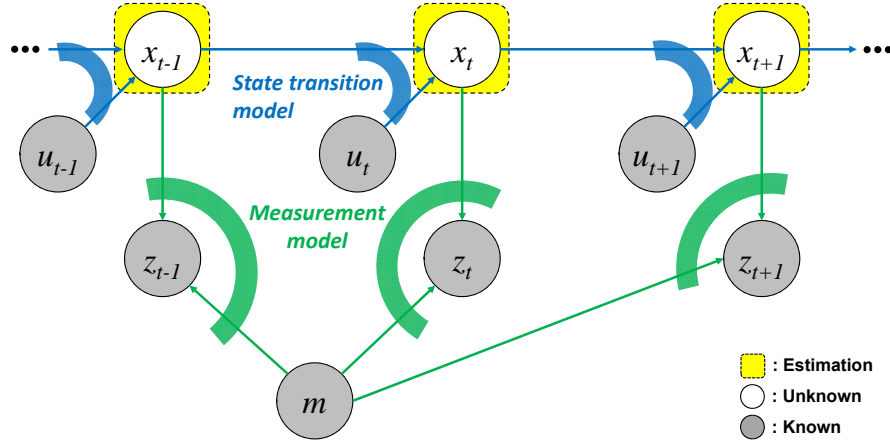 ••• x_{t-1} x_t x_{t+1} •••
State transition
model
u_{t-1} u_t u_{t+1}
Measurement
model
z_{t-1} z_t z_{t+1}
m
: Estimation
: Unknown
: Known